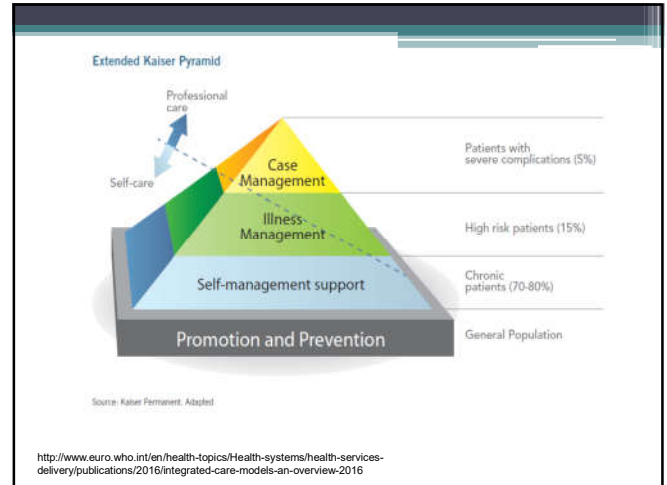 Extended Kaiser Pyramid
Professional
care
Self-care
Case
Management
Patients with
severe complications (5%)
Illness
Management
High risk patients (15%)
Self-management support
Chronic
patients (70-80%)
Promotion and Prevention
General Population
Source: Kaiser Permanent. Adapted
http://www.euro.who.int/en/health-topics/Health-systems/health-services-
delivery/publications/2016/integrated-care-models-an-overview-2016